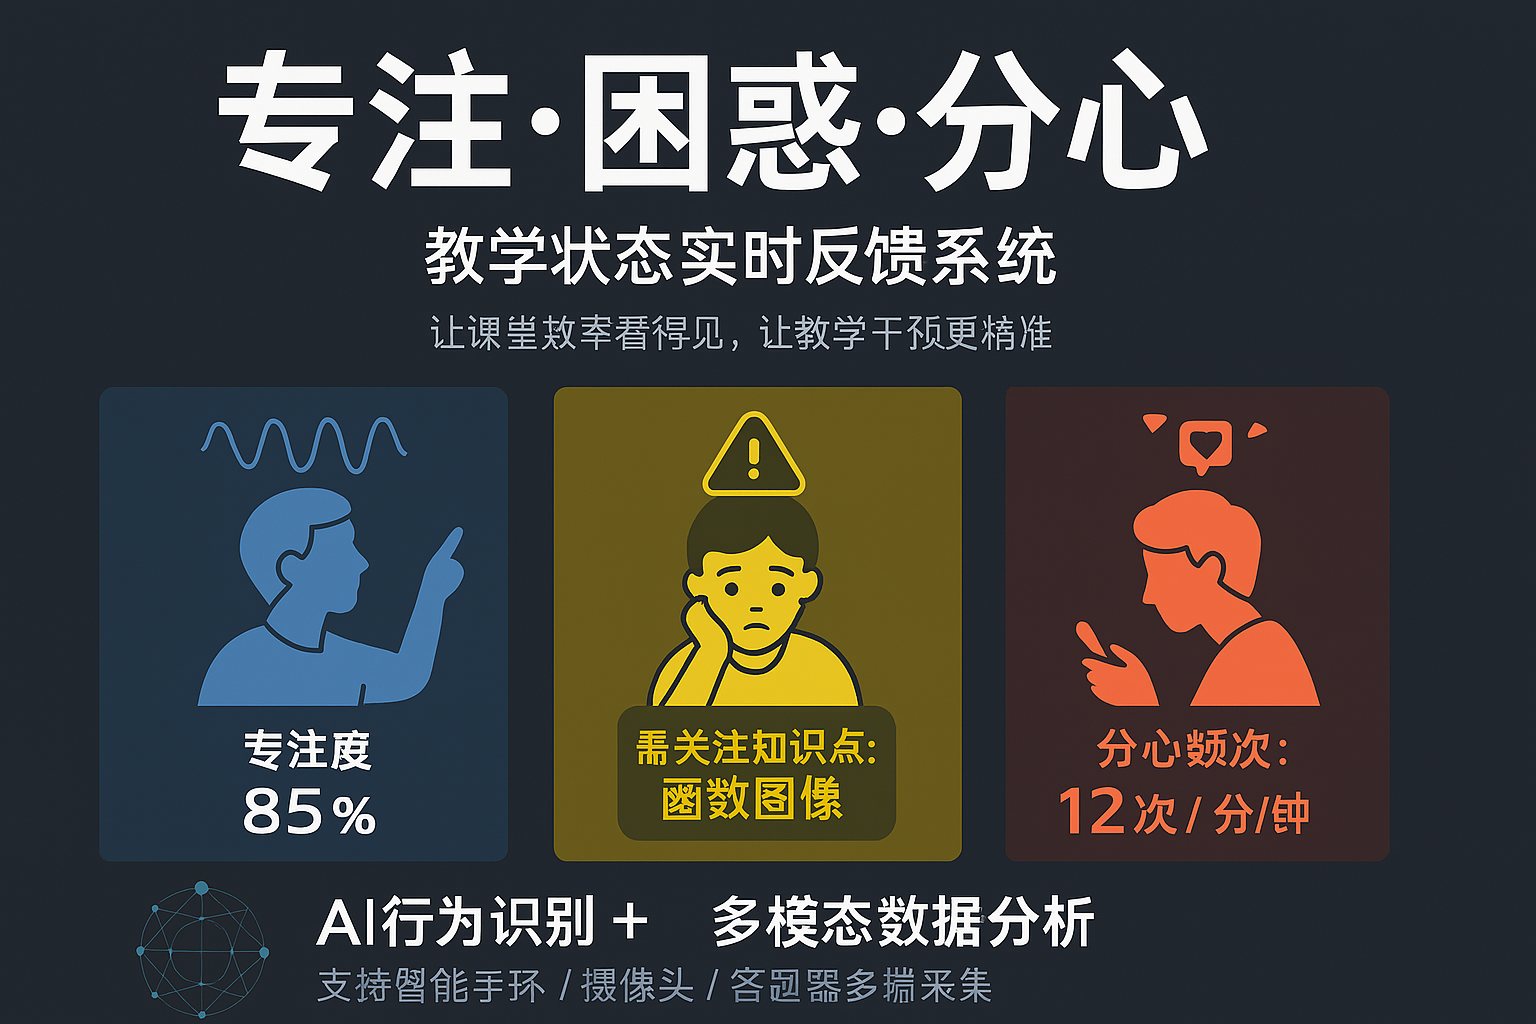 专注·困惑·分心
教学状态实时反馈系统
让课堂效率看得见，让教学干预更精准
专注度
85%
需关注知识点:
函数图像
分心频次:
12次 / 分/钟
AI行为识别 + 多模态数据分析
支持智能手环 / 摄像头 / 答题器多端采集